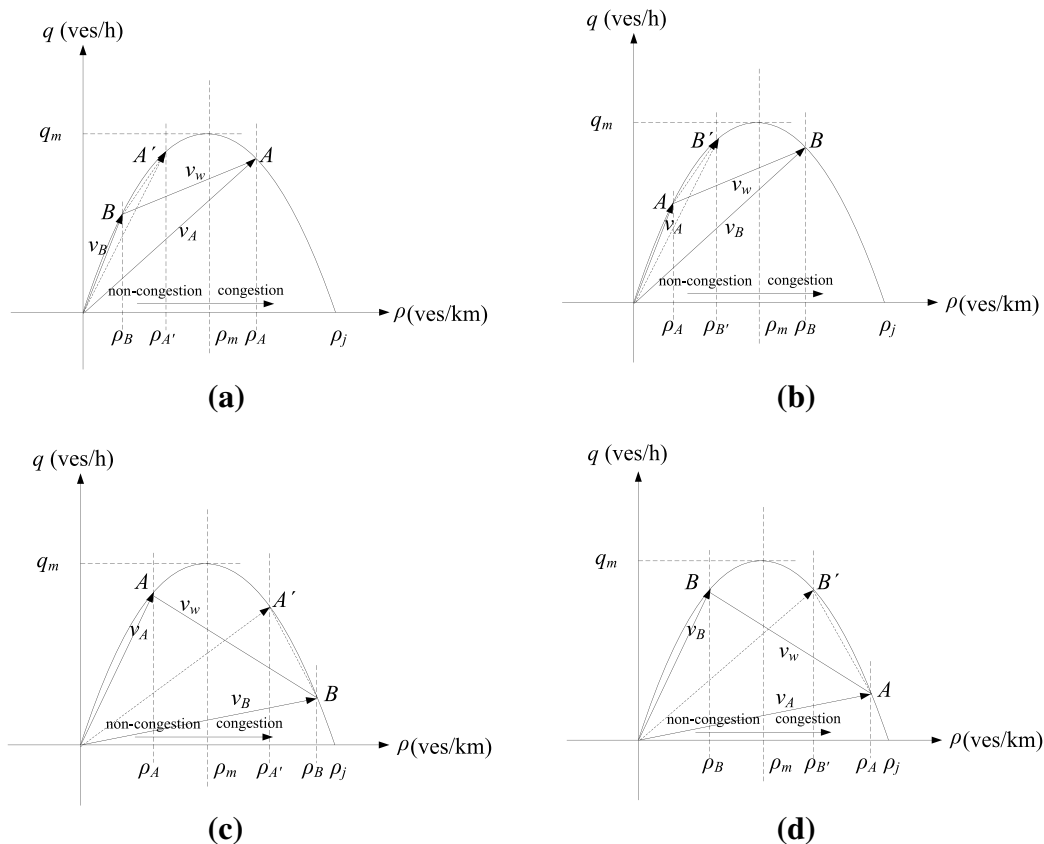 q (ves/h)
q_m
A′
A
B
v_w
v_A
v_B
non-congestion congestion
ρ (ves/km)
ρ_B ρ_A′ ρ_m ρ_A ρ_j
(a)
q (ves/h)
q_m
B′
B
A
v_w
v_A
v_B
non-congestion congestion
ρ (ves/km)
ρ_A ρ_B′ ρ_m ρ_B ρ_j
(b)
q (ves/h)
q_m
A
A′
v_w
v_A
B
v_B
non-congestion congestion
ρ (ves/km)
ρ_A ρ_m ρ_A′ ρ_B ρ_j
(c)
q (ves/h)
q_m
B
B′
v_B
v_w
A
v_A
non-congestion congestion
ρ (ves/km)
ρ_B ρ_m ρ_B′ ρ_A ρ_j
(d)